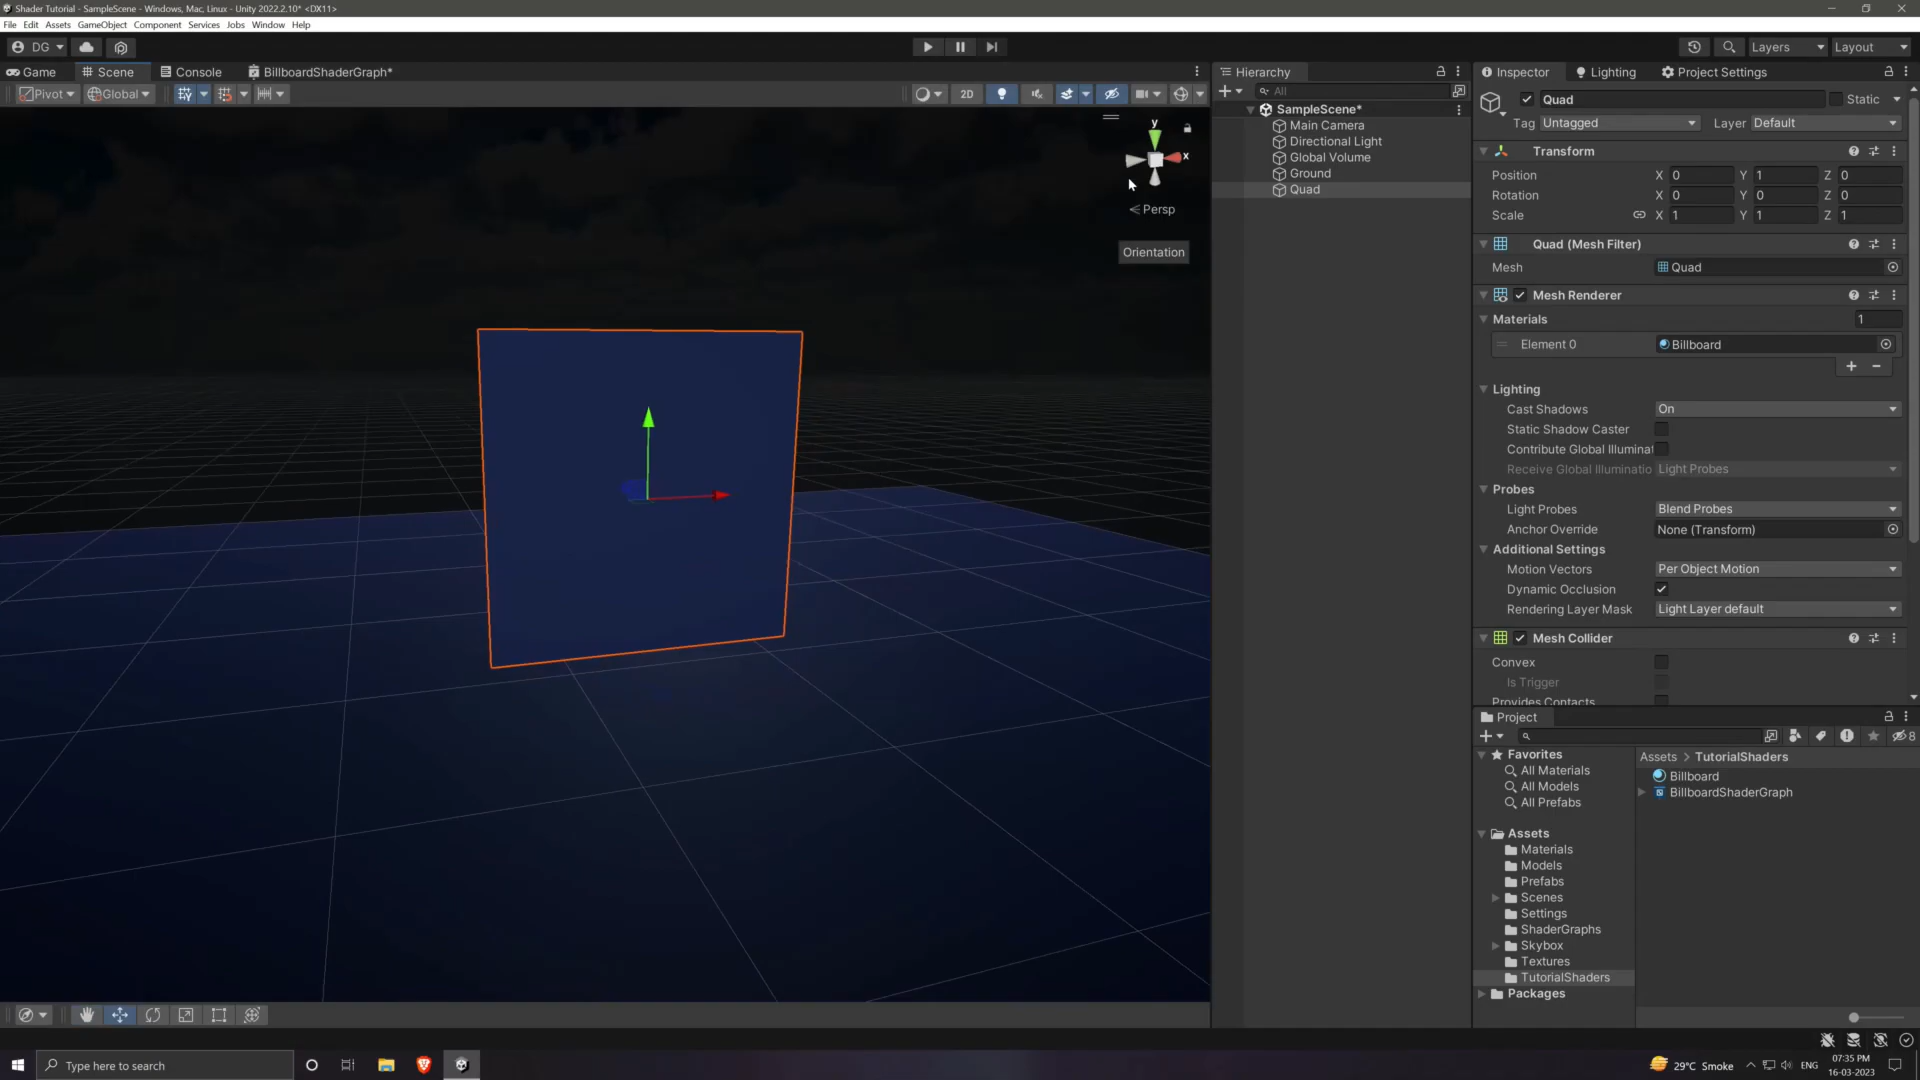 Shader Tutorial - SampleScene - Windows, Mac, Linux - Unity 2022.2.10* <DX11>
File Edit Assets GameObject Component Services Jobs Window Help
DG
Layers Layout
Game Scene Console BillboardShaderGraph*
Pivot Global 2D
y
x
Persp
Orientation
Hierarchy
All
SampleScene*
Main Camera
Directional Light
Global Volume
Ground
Quad
Inspector Lighting Project Settings
Quad Static
Tag Untagged Layer Default
Transform
Position X 0 Y 1 Z 0
Rotation X 0 Y 0 Z 0
Scale X 1 Y 1 Z 1
Quad (Mesh Filter)
Mesh Quad
Mesh Renderer
Materials 1
Element 0 Billboard
Lighting
Cast Shadows On
Static Shadow Caster
Contribute Global Illuminat
Receive Global Illuminatio Light Probes
Probes
Light Probes Blend Probes
Anchor Override None (Transform)
Additional Settings
Motion Vectors Per Object Motion
Dynamic Occlusion
Rendering Layer Mask Light Layer default
Mesh Collider
Convex
Is Trigger
Provides Contacts
Project
8
Favorites
All Materials
All Models
All Prefabs
Assets
Materials
Models
Prefabs
Scenes
Settings
ShaderGraphs
Skybox
Textures
TutorialShaders
Packages
Assets > TutorialShaders
Billboard
BillboardShaderGraph
Type here to search
29°C Smoke
ENG
07:35 PM
16-03-2023